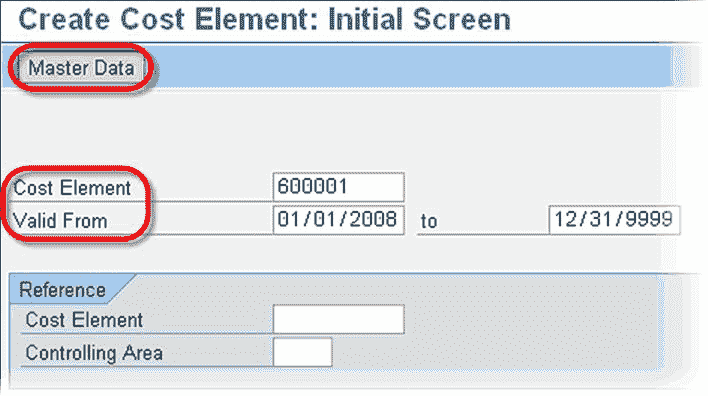 Create Cost Element: Initial Screen
Master Data
Cost Element 600001
Valid From 01/01/2008 to 12/31/9999
Reference
Cost Element
Controlling Area